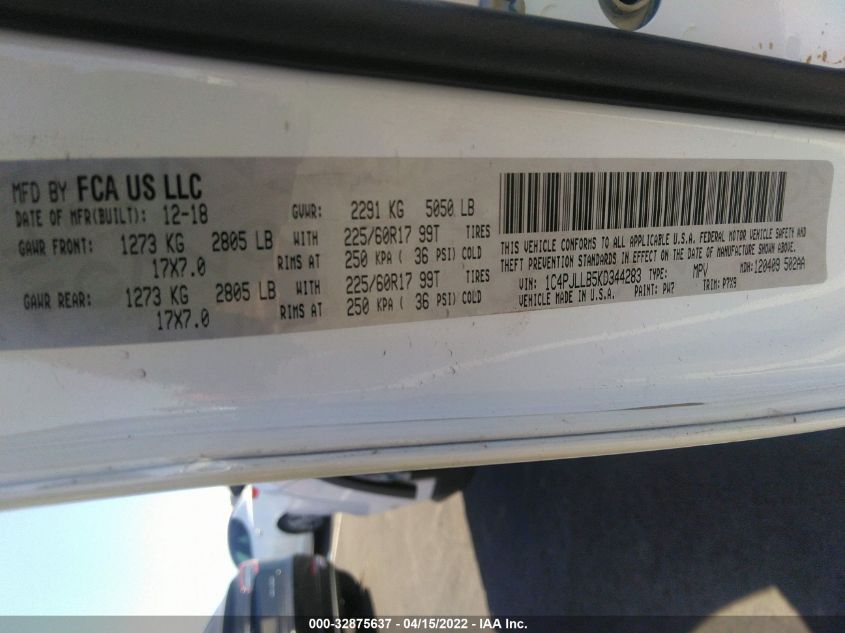 MFD BY FCA US LLC
DATE OF MFR(BUILT): 12-18 GVWR: 2291 KG 5050 LB
GAWR FRONT: 1273 KG 2805 LB WITH 225/60R17 99T TIRES
17X7.0 RIMS AT 250 KPA ( 36 PSI) COLD
GAWR REAR: 1273 KG 2805 LB WITH 225/60R17 99T TIRES
17X7.0 RIMS AT 250 KPA ( 36 PSI) COLD
THIS VEHICLE CONFORMS TO ALL APPLICABLE U.S.A. FEDERAL MOTOR VEHICLE SAFETY AND
THEFT PREVENTION STANDARDS IN EFFECT ON THE DATE OF MANUFACTURE SHOWN ABOVE.
VIN: 1C4PJLLB5KD344283 TYPE: MPV MDH:120409 502AA
VEHICLE MADE IN U.S.A. PAINT: PW7 TRIM: P7X9
000-32875637 - 04/15/2022 - IAA Inc.